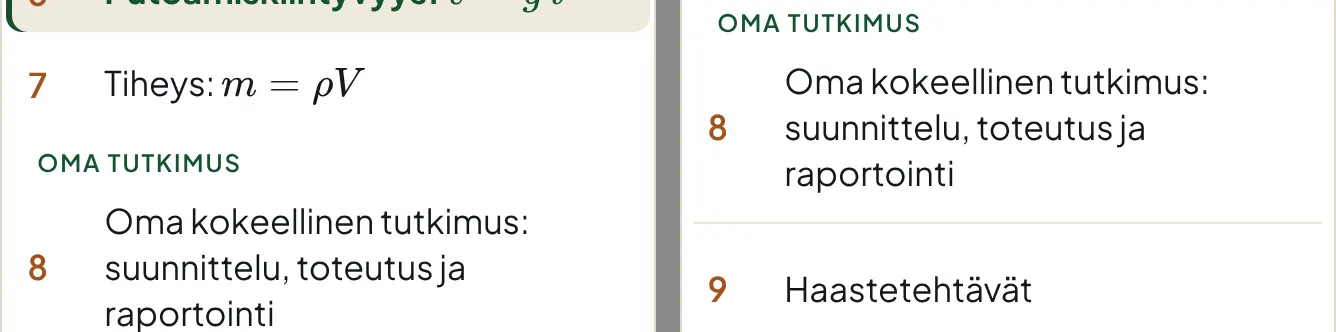 7 Tiheys: m = ρV
OMA TUTKIMUS
Oma kokeellinen tutkimus:
8 suunnittelu, toteutus ja
raportointi
OMA TUTKIMUS
Oma kokeellinen tutkimus:
8 suunnittelu, toteutus ja
raportointi
9 Haastetehtävät